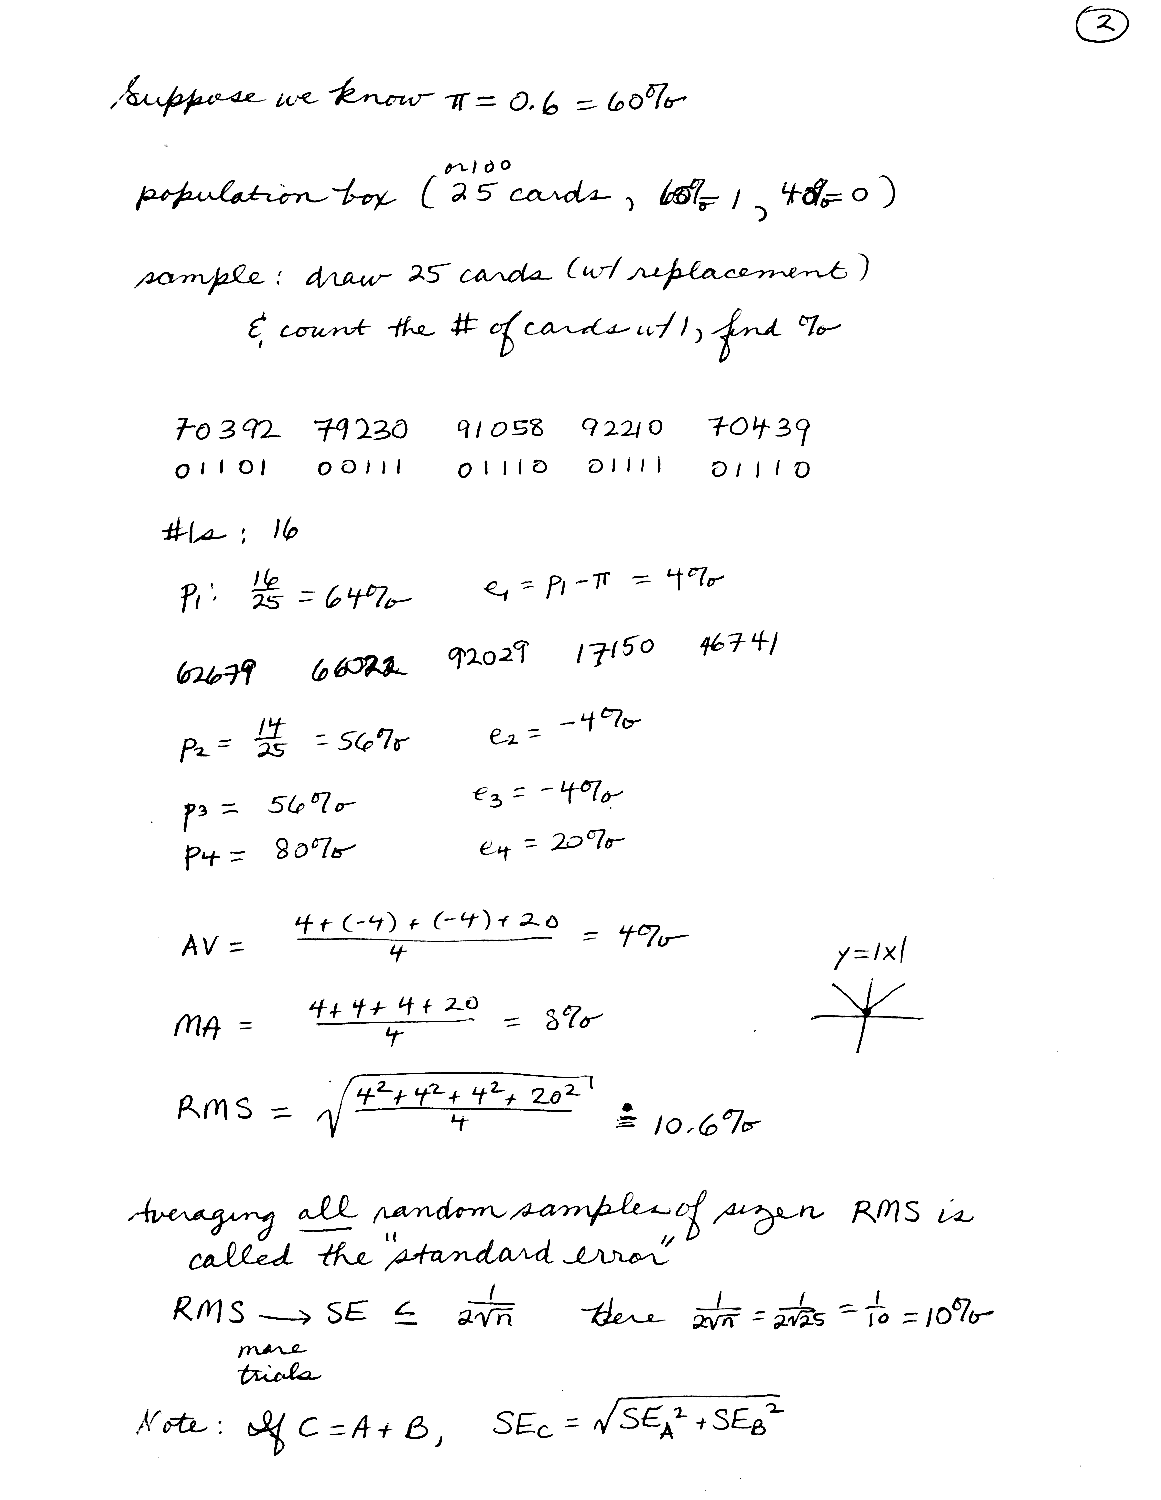 2
Suppose we know π = 0.6 = 60%
or 100
population box ( 25 cards , 60% = 1 , 40% = 0 )
sample : draw 25 cards (w/ replacement)
& count the # of cards w/ 1, find %
70392 79230 91058 92210 70439
01101 00111 01110 01111 01110
#1s : 16
P₁ : 16/25 = 64% e₁ = P₁ - π = 4%
62679 66022 92029 17150 46741
P₂ = 14/25 = 56% e₂ = -4%
P₃ = 56% e₃ = -4%
P₄ = 80% e₄ = 20%
AV = (4 + (-4) + (-4) + 20)/4 = 4%
y = |x|
MA = (4 + 4 + 4 + 20)/4 = 8%
RMS = √((4² + 4² + 4² + 20²)/4) ≐ 10.6%
Averaging all random samples of size n RMS is
called the "standard error"
RMS → SE ≤ 1/(2√n) Here 1/(2√n) = 1/(2√25) = 1/10 = 10%
more
trials
Note : If C = A + B, SE_C = √(SE_A² + SE_B²)